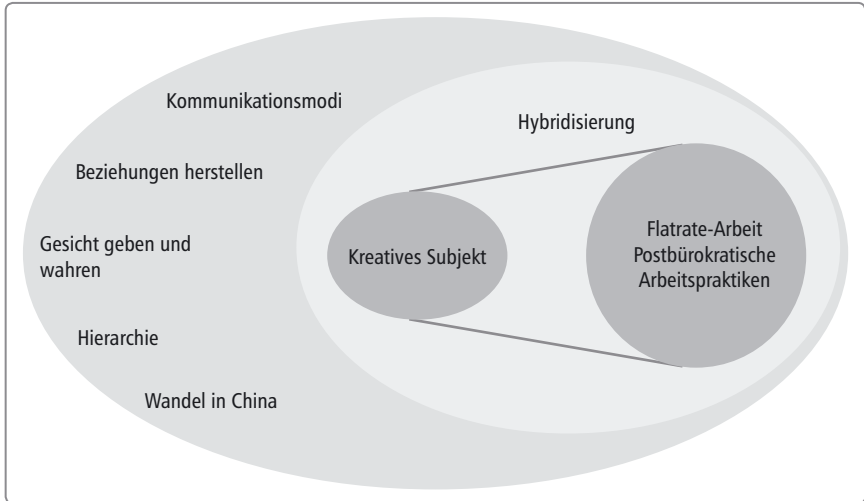 Kommunikationsmodi
Hybridisierung
Beziehungen herstellen
Gesicht geben und
wahren
Kreatives Subjekt
Flatrate-Arbeit
Postbürokratische
Arbeitspraktiken
Hierarchie
Wandel in China